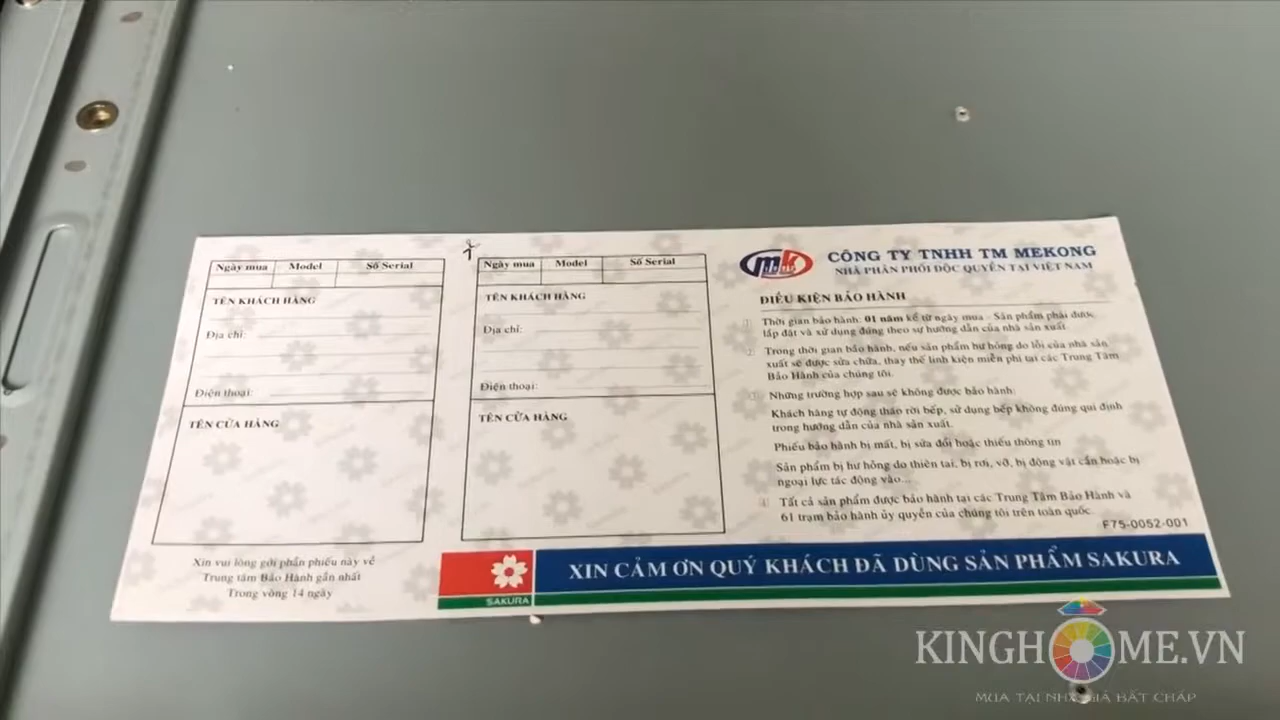 Ngày mua Model Số Serial
TÊN KHÁCH HÀNG
Địa chỉ:
Điện thoại:
TÊN CỬA HÀNG
Xin vui lòng gởi phần phiếu này về
Trung tâm Bảo Hành gần nhất
Trong vòng 14 ngày
Ngày mua Model Số Serial
TÊN KHÁCH HÀNG
Địa chỉ:
Điện thoại:
TÊN CỬA HÀNG
mk
CÔNG TY TNHH TM MEKONG
NHÀ PHÂN PHỐI ĐỘC QUYỀN TẠI VIỆT NAM
ĐIỀU KIỆN BẢO HÀNH
1 Thời gian bảo hành: 01 năm kể từ ngày mua - Sản phẩm phải được
lắp đặt và xử dụng đúng theo sự hướng dẫn của nhà sản xuất
2 Trong thời gian bảo hành, nếu sản phẩm hư hỏng do lỗi của nhà sản
xuất sẽ được sửa chữa, thay thế linh kiện miễn phí tại các Trung Tâm
Bảo Hành của chúng tôi.
3 Những trường hợp sau sẽ không được bảo hành:
Khách hàng tự động tháo rời bếp, sử dụng bếp không đúng qui định
trong hướng dẫn của nhà sản xuất.
Phiếu bảo hành bị mất, bị sửa đổi hoặc thiếu thông tin
Sản phẩm bị hư hỏng do thiên tai, bị rơi, vỡ, bị động vật cắn hoặc bị
ngoại lực tác động vào...
4 Tất cả sản phẩm được bảo hành tại các Trung Tâm Bảo Hành và
61 trạm bảo hành ủy quyền của chúng tôi trên toàn quốc.
F75-0052-001
SAKURA
XIN CẢM ƠN QUÝ KHÁCH ĐÃ DÙNG SẢN PHẨM SAKURA
KINGHOME.VN
MUA TẠI NHÀ GIÁ BẤT CHẤP